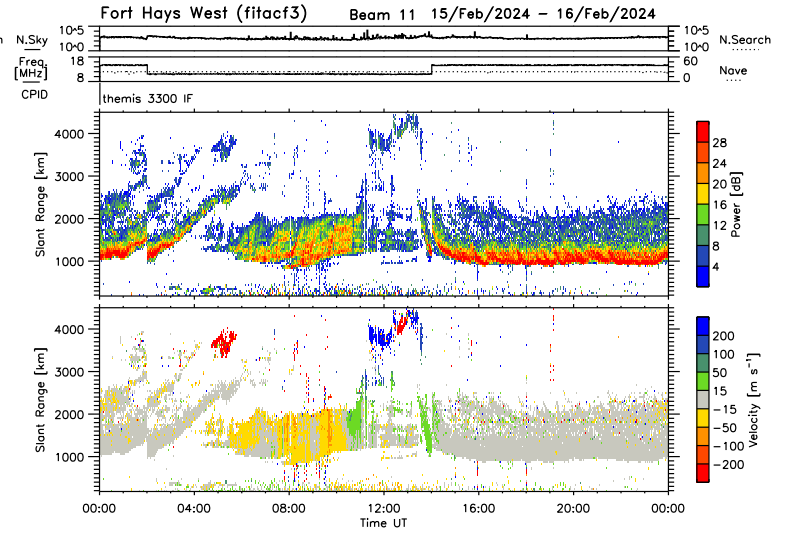 Fort Hays West (fitacf3) Beam 11 15/Feb/2024 - 16/Feb/2024
N.Sky 10^5 10^0 10^5 10^0 N.Search
Freq. [MHz] 18 8 60 0 Nave
CPID themis 3300 IF
Slant Range [km]
4000
3000
2000
1000
28
24
20
16
12
8
4
Power [dB]
Slant Range [km]
4000
3000
2000
1000
200
100
50
15
-15
-50
-100
-200
Velocity [m s⁻¹]
00:00 04:00 08:00 12:00 16:00 20:00 00:00
Time UT